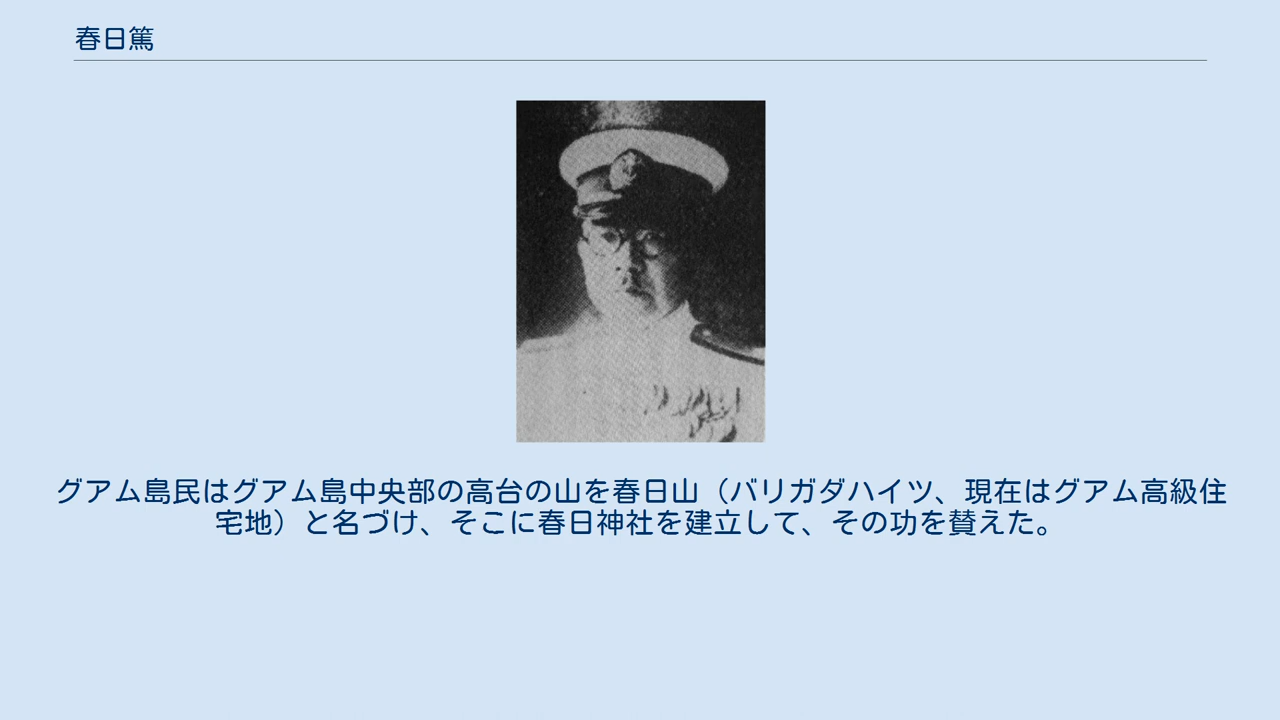 春日篤
グアム島民はグアム島中央部の高台の山を春日山（バリガダハイツ、現在はグアム高級住
宅地）と名づけ、そこに春日神社を建立して、その功を賛えた。